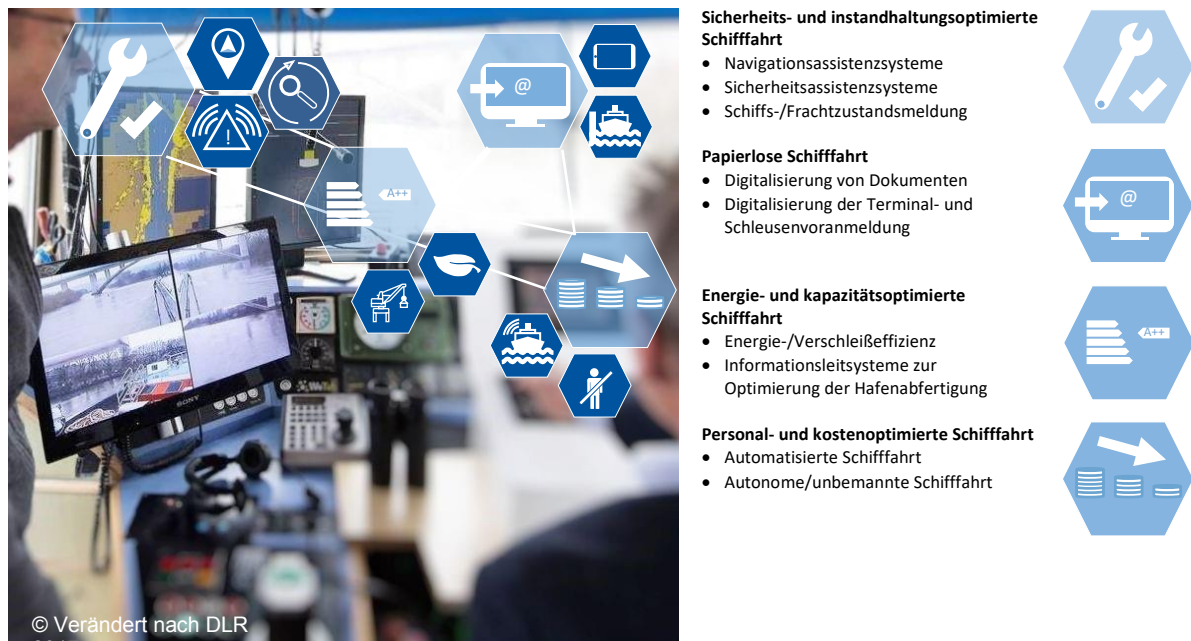 @
A++
SONY
© Verändert nach DLR
Sicherheits- und instandhaltungsoptimierte
Schifffahrt
• Navigationsassistenzsysteme
• Sicherheitsassistenzsysteme
• Schiffs-/Frachtzustandsmeldung
Papierlose Schifffahrt
• Digitalisierung von Dokumenten
• Digitalisierung der Terminal- und
Schleusenvoranmeldung
@
Energie- und kapazitätsoptimierte
Schifffahrt
• Energie-/Verschleißeffizienz
• Informationsleitsysteme zur
Optimierung der Hafenabfertigung
A++
Personal- und kostenoptimierte Schifffahrt
• Automatisierte Schifffahrt
• Autonome/unbemannte Schifffahrt